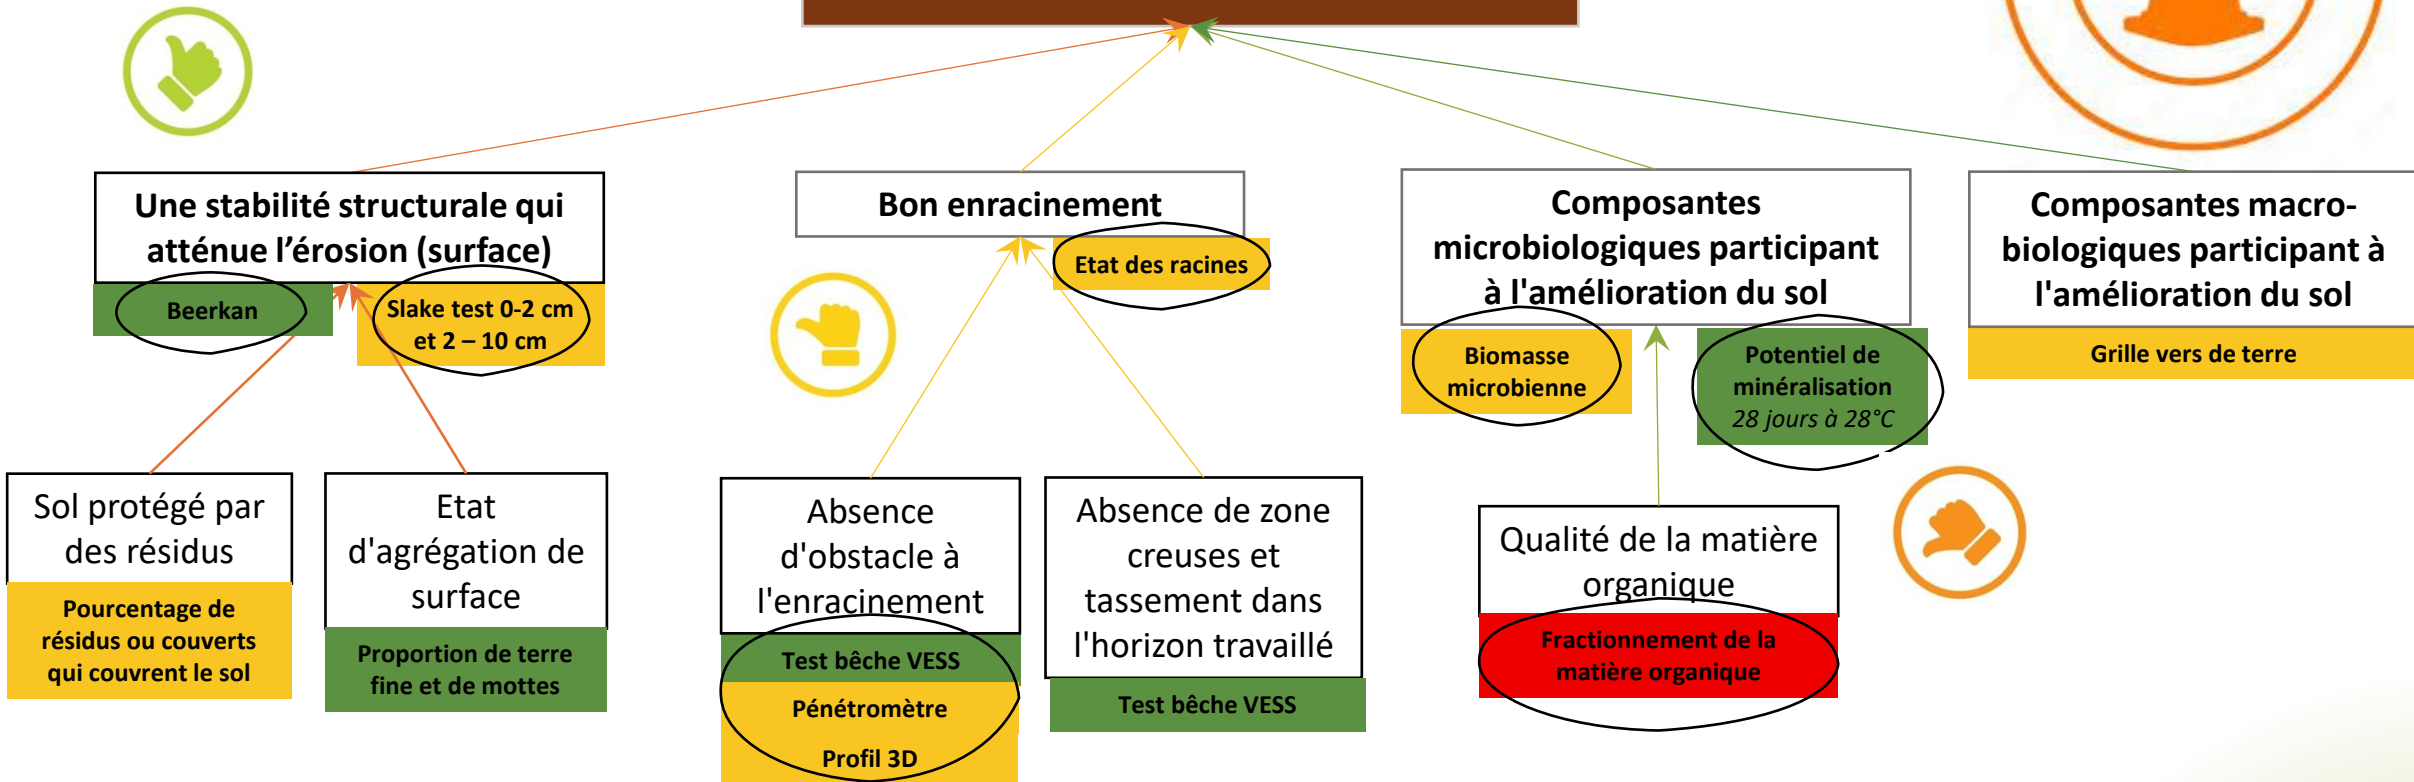 Une stabilité structurale qui
atténue l’érosion (surface)
Beerkan
Slake test 0-2 cm
et 2 – 10 cm
Bon enracinement
Etat des racines
Composantes
microbiologiques participant
à l'amélioration du sol
Biomasse
microbienne
Potentiel de
minéralisation
28 jours à 28°C
Composantes macro-
biologiques participant à
l'amélioration du sol
Grille vers de terre
Sol protégé par
des résidus
Pourcentage de
résidus ou couverts
qui couvrent le sol
Etat
d'agrégation de
surface
Proportion de terre
fine et de mottes
Absence
d'obstacle à
l'enracinement
Test bêche VESS
Pénétromètre
Profil 3D
Absence de zone
creuses et
tassement dans
l'horizon travaillé
Test bêche VESS
Qualité de la matière
organique
Fractionnement de la
matière organique